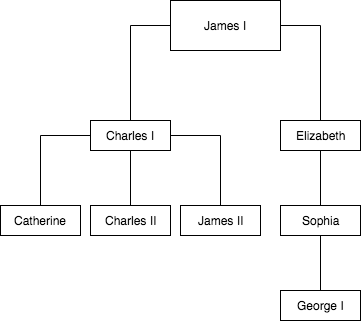 James I
Charles I
Elizabeth
Catherine
Charles II
James II
Sophia
George I